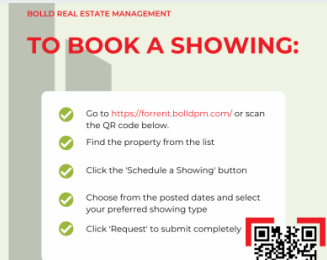 BOLLD REAL ESTATE MANAGEMENT
TO BOOK A SHOWING:
Go to https://forrent.bolldpm.com/ or scan
the QR code below.
Find the property from the list
Click the 'Schedule a Showing' button
Choose from the posted dates and select
your preferred showing type
Click 'Request' to submit completely